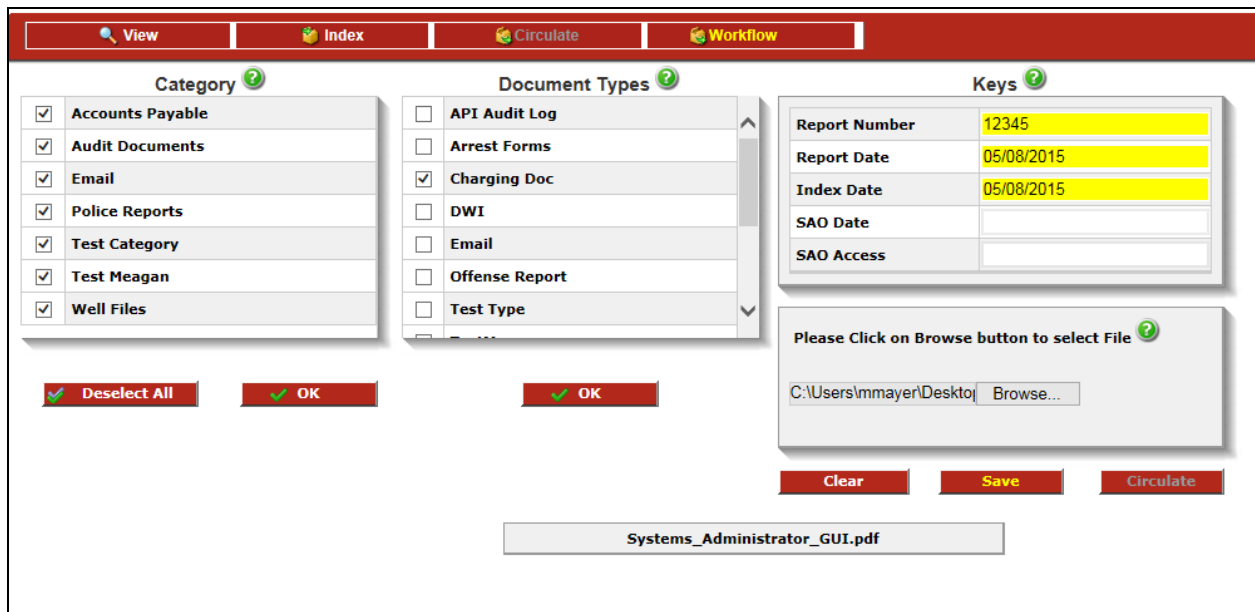 View Index Circulate Workflow
Category ? Document Types ? Keys ?
Accounts Payable
Audit Documents
Email
Police Reports
Test Category
Test Meagan
Well Files
Deselect All OK
API Audit Log
Arrest Forms
Charging Doc
DWI
Email
Offense Report
Test Type
OK
Report Number 12345
Report Date 05/08/2015
Index Date 05/08/2015
SAO Date
SAO Access
Please Click on Browse button to select File ?
C:\Users\mmayer\Desktop Browse...
Clear Save Circulate
Systems_Administrator_GUI.pdf